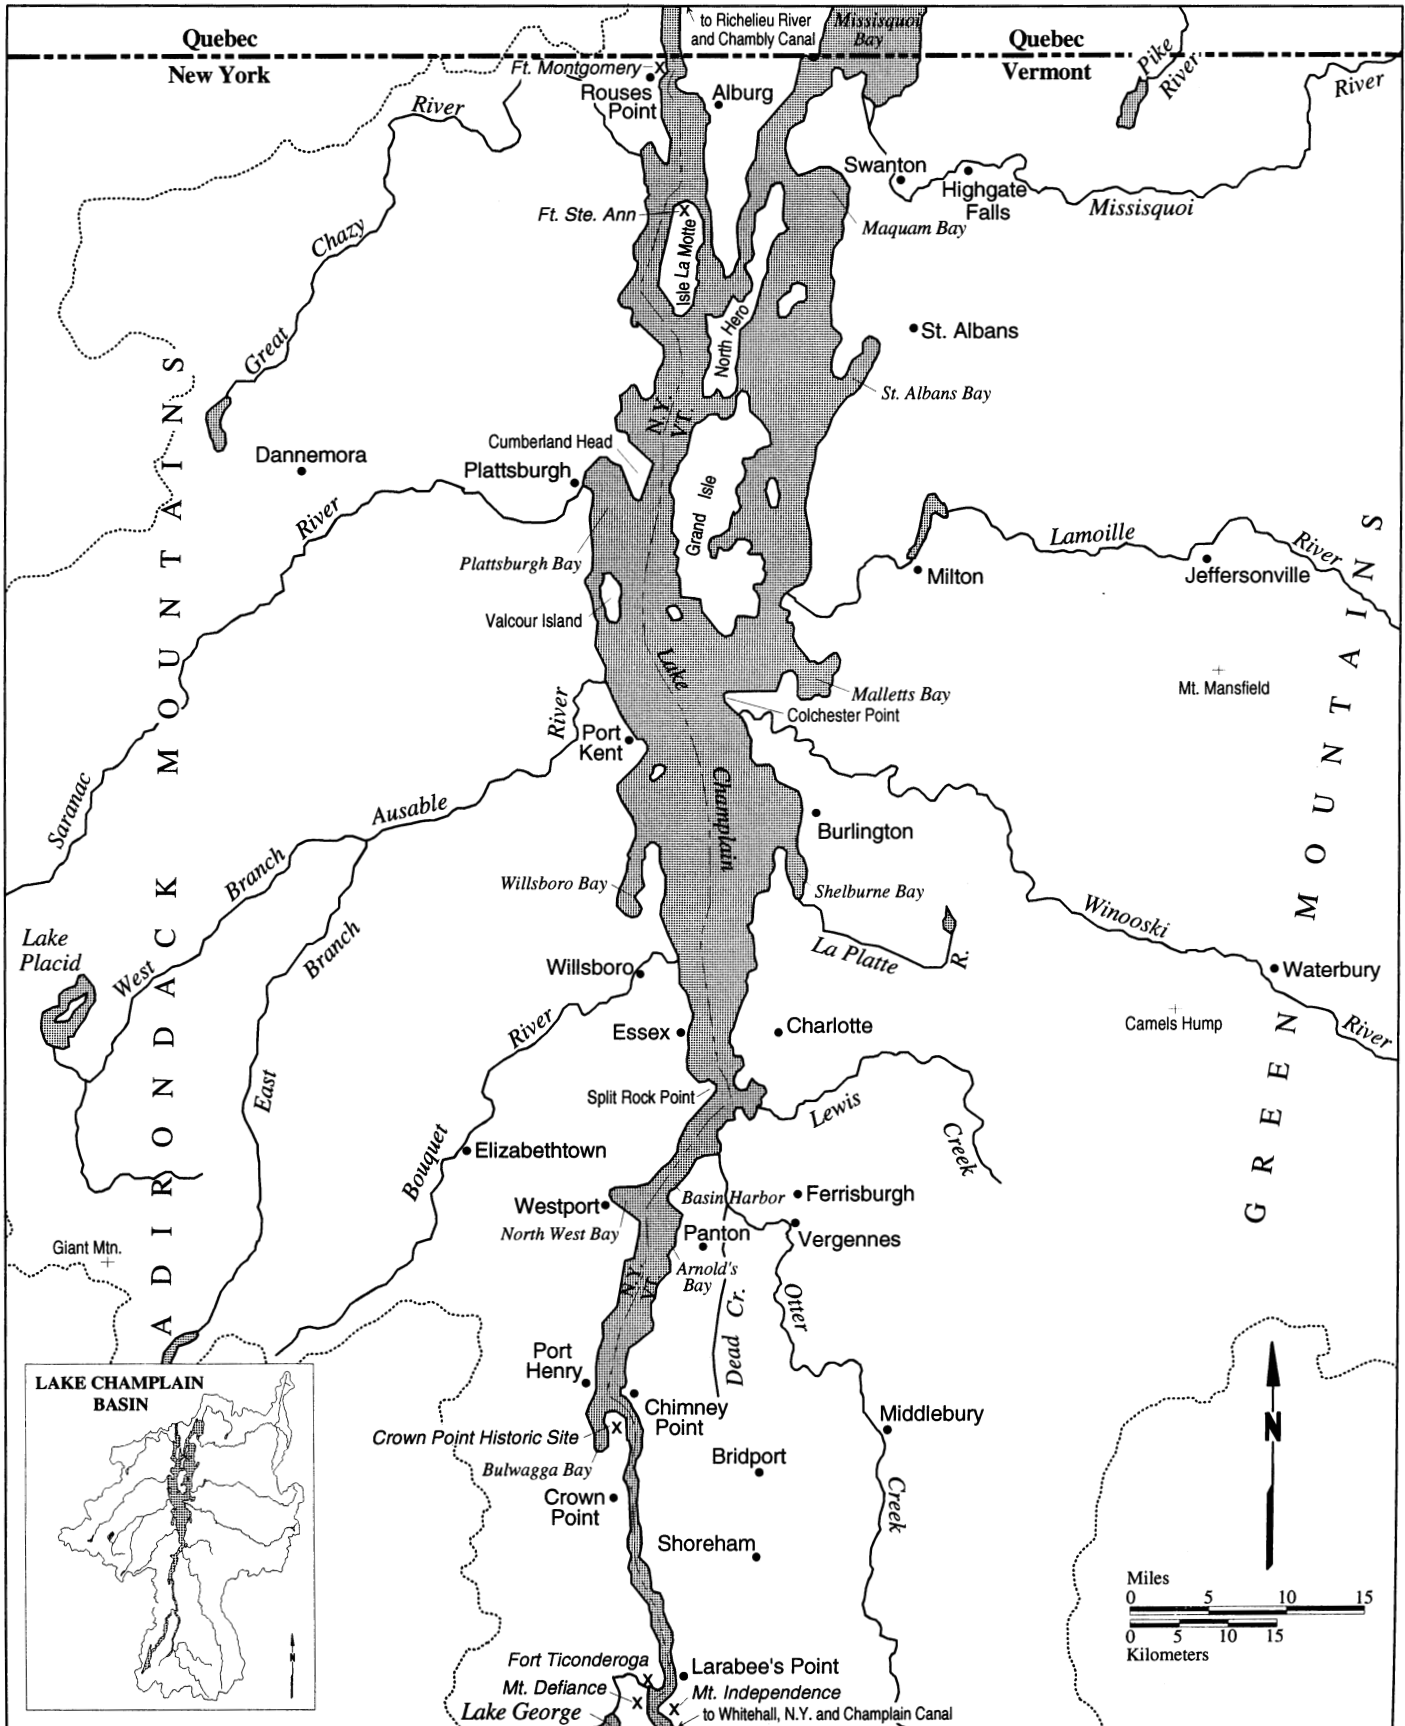 to Richelieu River
and Chambly Canal
Missisquoi
Bay
Quebec
New York
Quebec
Vermont
Pike
River
River
Ft. Montgomery
Rouses
Point
Alburg
River
Swanton
Highgate
Falls
Missisquoi
Ft. Ste. Ann
Isle La Motte
Maquam Bay
Chazy
Great
North Hero
St. Albans
St. Albans Bay
N.Y.
VT.
Cumberland Head
Dannemora
Plattsburgh
River
Grand Isle
Lamoille
River
Plattsburgh Bay
Milton
Jeffersonville
Valcour Island
Lake
Mt. Mansfield
Malletts Bay
Colchester Point
River
Port
Kent
Saranac
Ausable
Champlain
Burlington
Branch
Willsboro Bay
Shelburne Bay
Winooski
Lake
Placid
West
Branch
La Platte
R.
Willsboro
Waterbury
River
Essex
Charlotte
Camels Hump
River
East
Split Rock Point
Lewis
Creek
Bouquet
Elizabethtown
Basin Harbor
Ferrisburgh
Westport
North West Bay
Panton
Vergennes
Giant Mtn.
Arnold's
Bay
N.Y.
VT.
Dead Cr.
Otter
ADIRONDACK MOUNTAINS
GREEN MOUNTAINS
Port
Henry
LAKE CHAMPLAIN
BASIN
Chimney
Point
Middlebury
Crown Point Historic Site
Bulwagga Bay
Bridport
N
Crown
Point
Creek
Shoreham
Miles
0 5 10 15
0 5 10 15
Kilometers
N
Fort Ticonderoga
Larabee's Point
Mt. Defiance
Mt. Independence
Lake George
to Whitehall, N.Y. and Champlain Canal